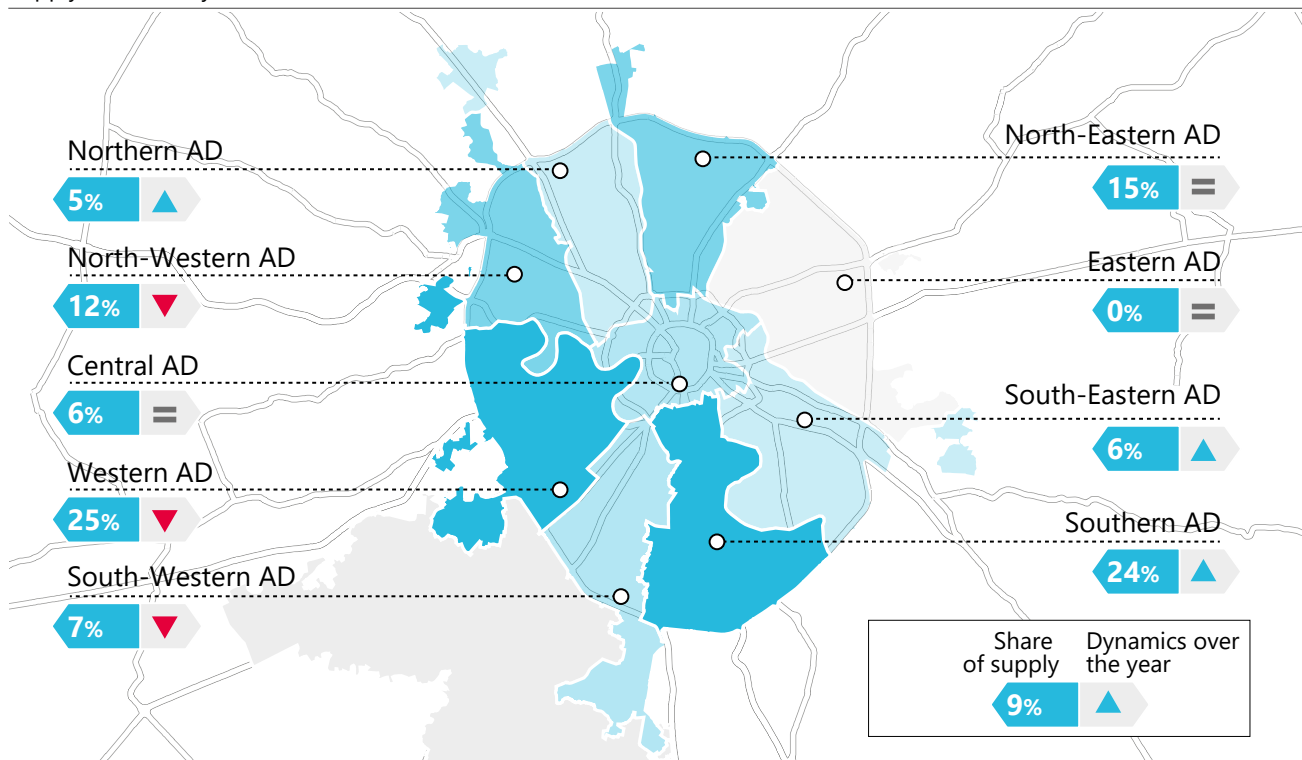 Northern AD
5%
North-Western AD
12%
Central AD
6%
Western AD
25%
South-Western AD
7%
North-Eastern AD
15%
Eastern AD
0%
South-Eastern AD
6%
Southern AD
24%
Share
of supply
Dynamics over
the year
9%